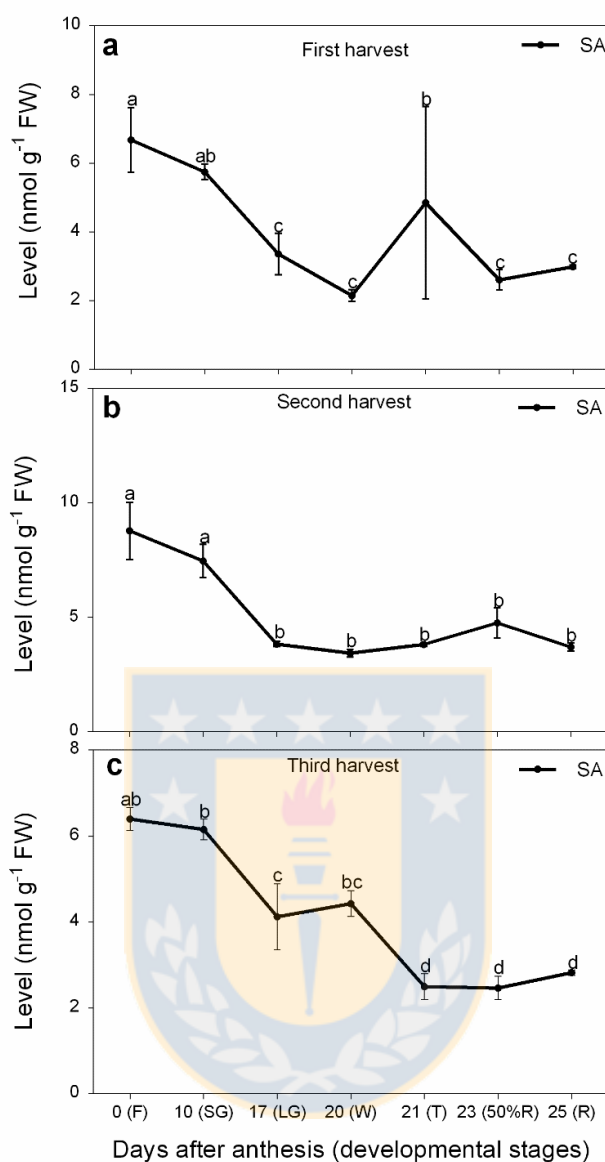 a
First harvest
SA
Level (nmol g⁻¹ FW)
10
8
6
4
2
0
a
ab
c
c
b
c
c
b
Second harvest
SA
Level (nmol g⁻¹ FW)
15
10
5
0
a
a
b
b
b
b
b
c
Third harvest
SA
Level (nmol g⁻¹ FW)
8
6
4
2
0
ab
b
c
bc
d
d
d
0 (F) 10 (SG) 17 (LG) 20 (W) 21 (T) 23 (50%R) 25 (R)
Days after anthesis (developmental stages)